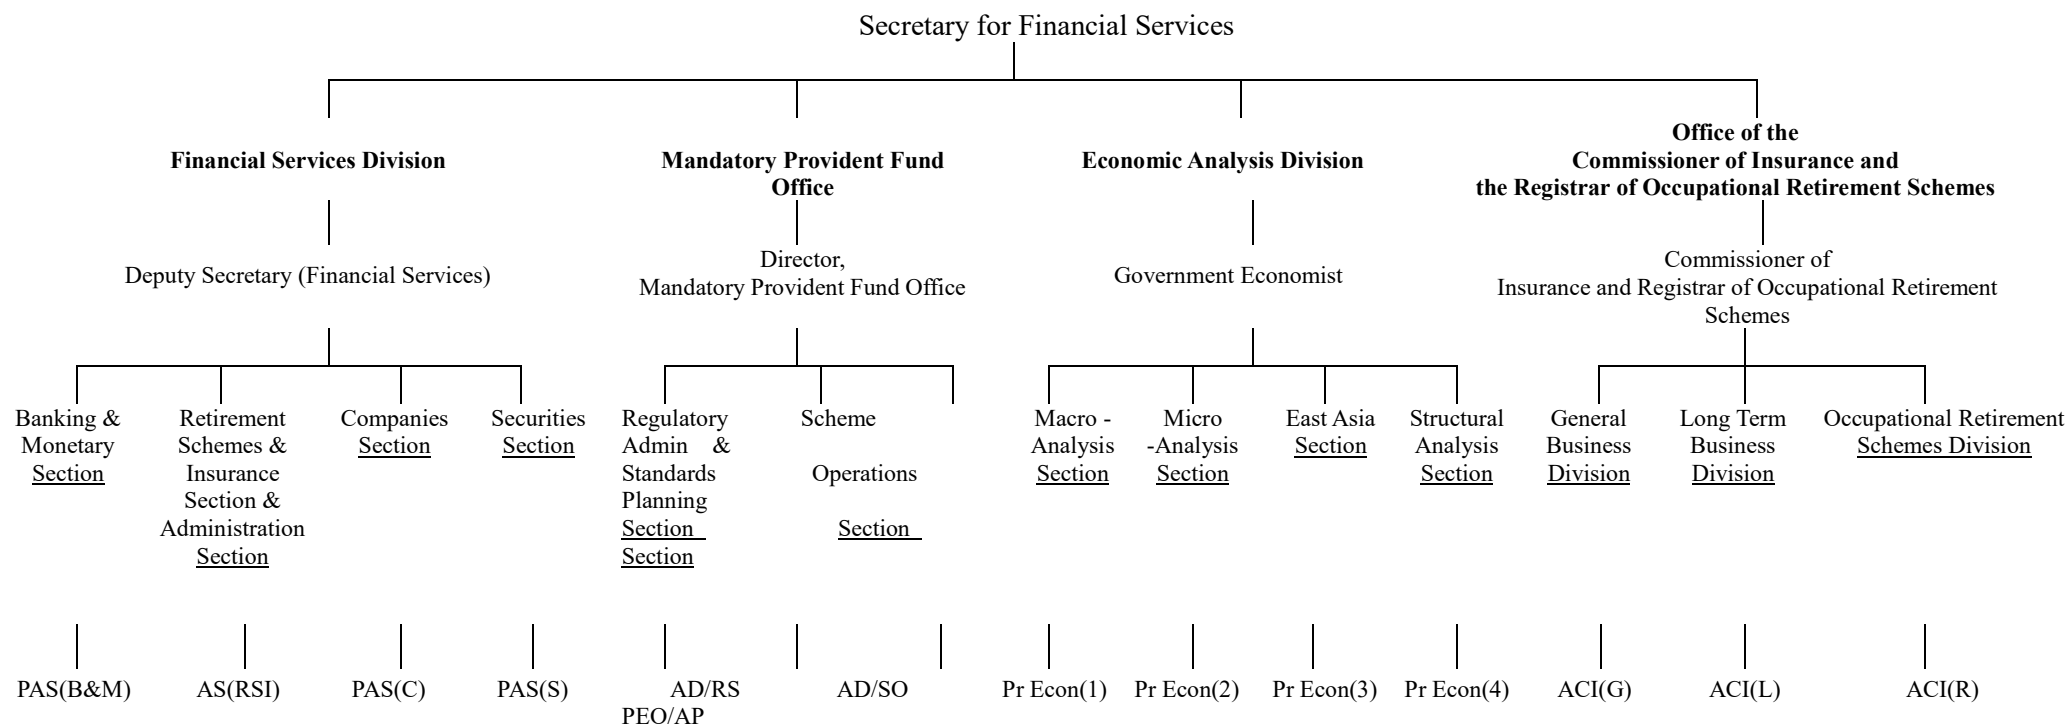 Secretary for Financial Services
Financial Services Division
Mandatory Provident Fund
Office
Economic Analysis Division
Office of the
Commissioner of Insurance and
the Registrar of Occupational Retirement Schemes
Deputy Secretary (Financial Services)
Director,
Mandatory Provident Fund Office
Government Economist
Commissioner of
Insurance and Registrar of Occupational Retirement
Schemes
Banking &
Monetary
Section
Retirement
Schemes &
Insurance
Section &
Administration
Section
Companies
Section
Securities
Section
Regulatory
Admin &
Standards
Planning
Section
Section
Scheme
Operations
Section
Macro -
Analysis
Section
Micro
-Analysis
Section
East Asia
Section
Structural
Analysis
Section
General
Business
Division
Long Term
Business
Division
Occupational Retirement
Schemes Division
PAS(B&M)
AS(RSI)
PAS(C)
PAS(S)
AD/RS
PEO/AP
AD/SO
Pr Econ(1)
Pr Econ(2)
Pr Econ(3)
Pr Econ(4)
ACI(G)
ACI(L)
ACI(R)